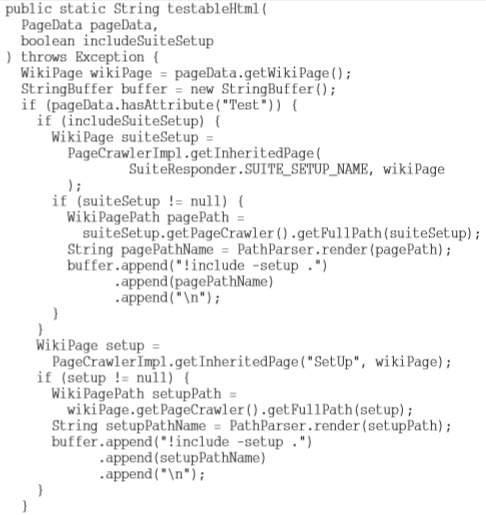 public static String testableHtml(
PageData pageData,
boolean includeSuiteSetup
) throws Exception {
WikiPage wikiPage = pageData.getWikiPage();
StringBuffer buffer = new StringBuffer();
if (pageData.hasAttribute("Test")) {
if (includeSuiteSetup) {
WikiPage suiteSetup =
PageCrawlerImpl.getInheritedPage(
SuiteResponder.SUITE_SETUP_NAME, wikiPage
);
if (suiteSetup != null) {
WikiPagePath pagePath =
suiteSetup.getPageCrawler().getFullPath(suiteSetup);
String pagePathName = PathParser.render(pagePath);
buffer.append("!include -setup .")
.append(pagePathName)
.append("\n");
}
}
WikiPage setup =
PageCrawlerImpl.getInheritedPage("SetUp", wikiPage);
if (setup != null) {
WikiPagePath setupPath =
wikiPage.getPageCrawler().getFullPath(setup);
String setupPathName = PathParser.render(setupPath);
buffer.append("!include -setup .")
.append(setupPathName)
.append("\n");
}
}